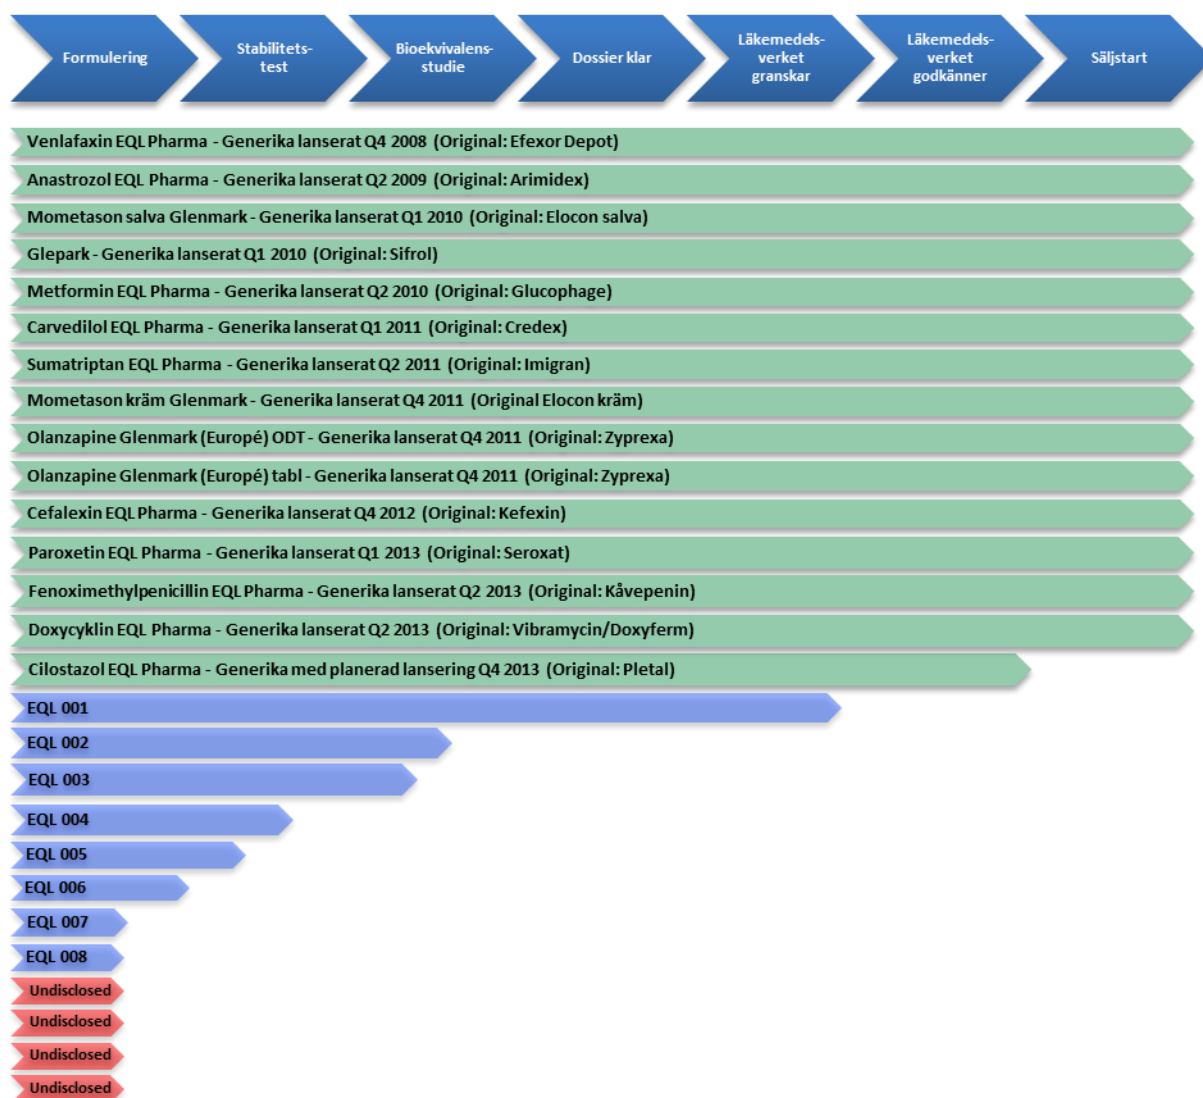 Formulering
Stabilitets-
test
Bioekvivalens-
studie
Dossier klar
Läkemedels-
verket
granskar
Läkemedels-
verket
godkänner
Säljstart
Venlafaxin EQL Pharma - Generika lanserat Q4 2008 (Original: Efexor Depot)
Anastrozol EQL Pharma - Generika lanserat Q2 2009 (Original: Arimidex)
Mometason salva Glenmark - Generika lanserat Q1 2010 (Original: Elocon salva)
Glepark - Generika lanserat Q1 2010 (Original: Sifrol)
Metformin EQL Pharma - Generika lanserat Q2 2010 (Original: Glucophage)
Carvedilol EQL Pharma - Generika lanserat Q1 2011 (Original: Credex)
Sumatriptan EQL Pharma - Generika lanserat Q2 2011 (Original: Imigran)
Mometason kräm Glenmark - Generika lanserat Q4 2011 (Original Elocon kräm)
Olanzapine Glenmark (Europé) ODT - Generika lanserat Q4 2011 (Original: Zyprexa)
Olanzapine Glenmark (Europé) tabl - Generika lanserat Q4 2011 (Original: Zyprexa)
Cefalexin EQL Pharma - Generika lanserat Q4 2012 (Original: Kefexin)
Paroxetin EQL Pharma - Generika lanserat Q1 2013 (Original: Seroxat)
Fenoximethylpenicillin EQL Pharma - Generika lanserat Q2 2013 (Original: Kåvepenin)
Doxycyklin EQL Pharma - Generika lanserat Q2 2013 (Original: Vibramycin/Doxyferm)
Cilostazol EQL Pharma - Generika med planerad lansering Q4 2013 (Original: Pletal)
EQL 001
EQL 002
EQL 003
EQL 004
EQL 005
EQL 006
EQL 007
EQL 008
Undisclosed
Undisclosed
Undisclosed
Undisclosed